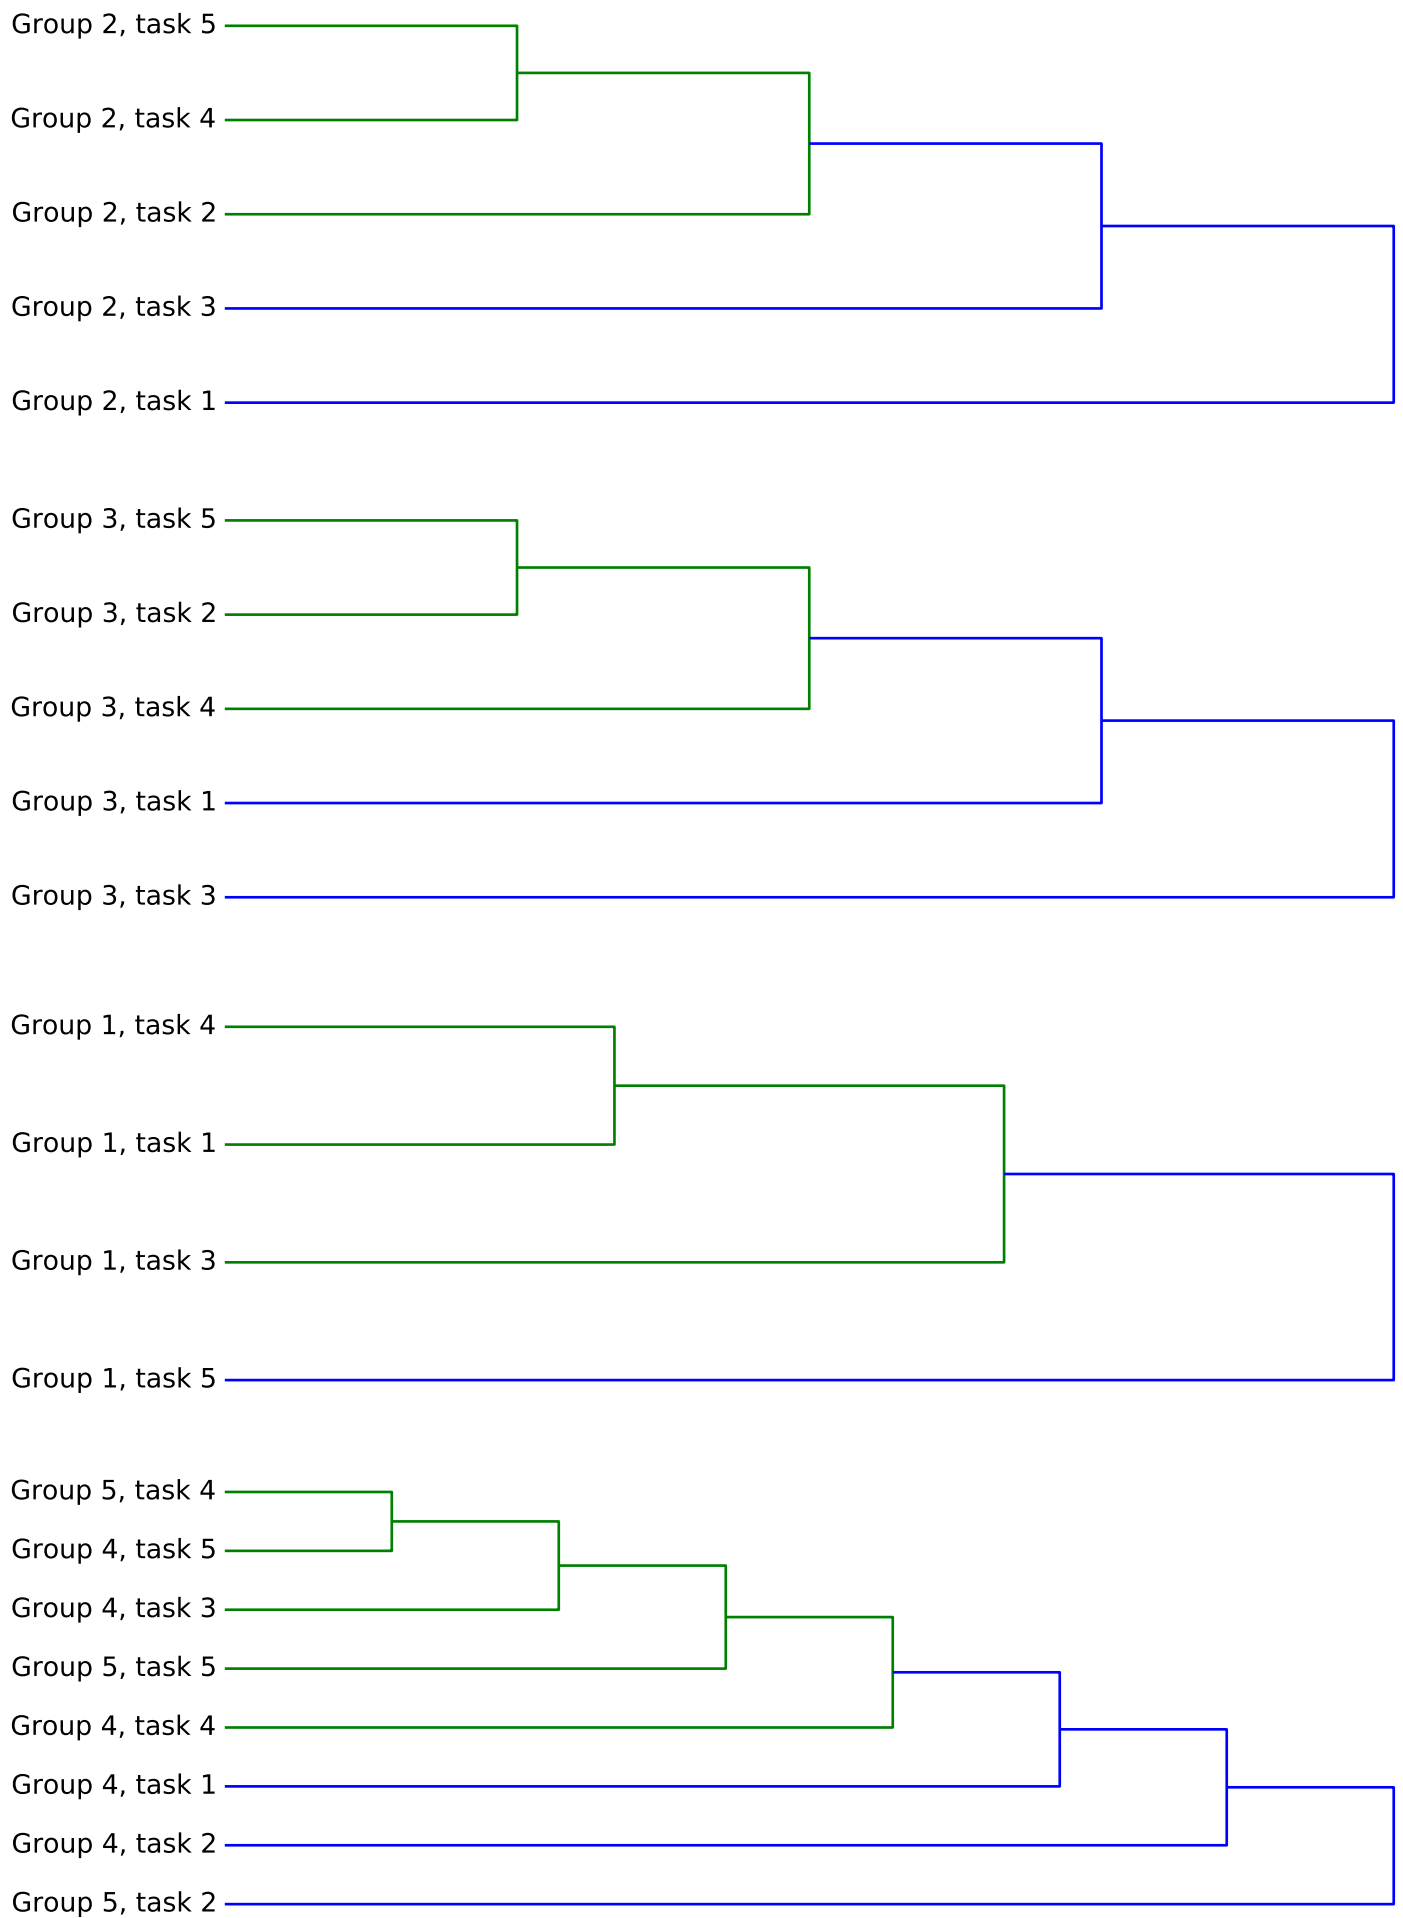 Group 2, task 5
Group 2, task 4
Group 2, task 2
Group 2, task 3
Group 2, task 1
Group 3, task 5
Group 3, task 2
Group 3, task 4
Group 3, task 1
Group 3, task 3
Group 1, task 4
Group 1, task 1
Group 1, task 3
Group 1, task 5
Group 5, task 4
Group 4, task 5
Group 4, task 3
Group 5, task 5
Group 4, task 4
Group 4, task 1
Group 4, task 2
Group 5, task 2